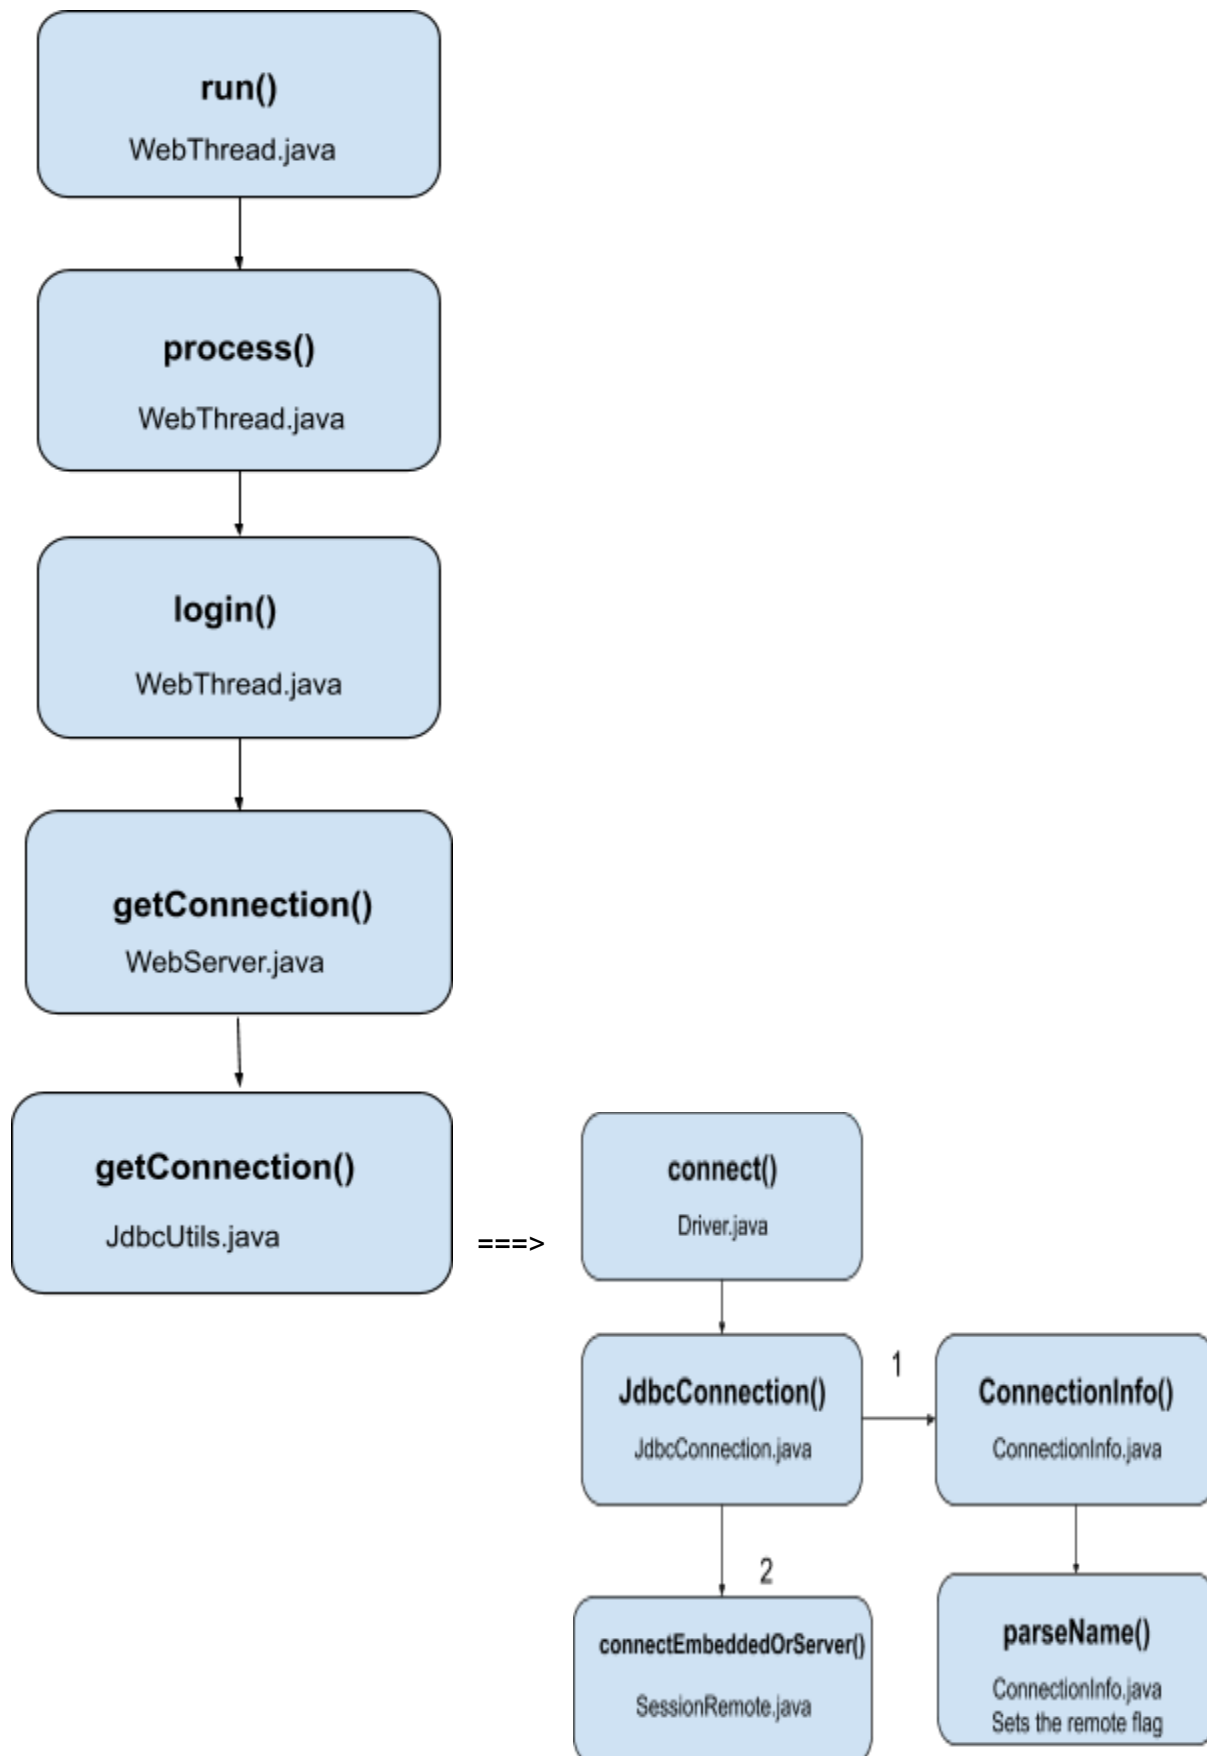 run()
WebThread.java
process()
WebThread.java
login()
WebThread.java
getConnection()
WebServer.java
getConnection()
JdbcUtils.java
===>
connect()
Driver.java
JdbcConnection()
JdbcConnection.java
1
ConnectionInfo()
ConnectionInfo.java
2
connectEmbeddedOrServer()
SessionRemote.java
parseName()
ConnectionInfo.java
Sets the remote flag